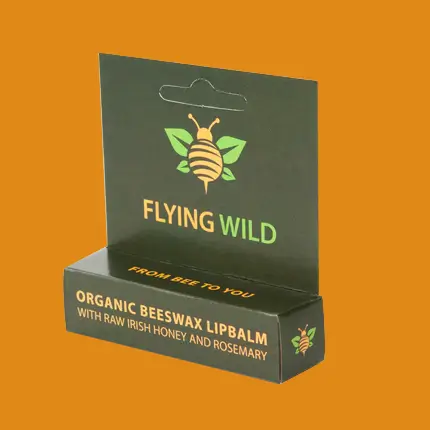 FLYING WILD
FROM BEE TO YOU
ORGANIC BEESWAX LIPBALM
WITH RAW IRISH HONEY AND ROSEMARY